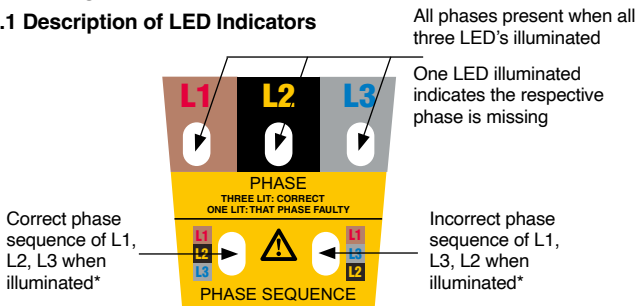 .1 Description of LED Indicators
All phases present when all
three LED's illuminated
One LED illuminated
indicates the respective
phase is missing
L1 L2 L3
PHASE
THREE LIT: CORRECT
ONE LIT: THAT PHASE FAULTY
Correct phase
sequence of L1,
L2, L3 when
illuminated*
L1
L2
L3
L1
L3
L2
Incorrect phase
sequence of L1,
L3, L2 when
illuminated*
PHASE SEQUENCE